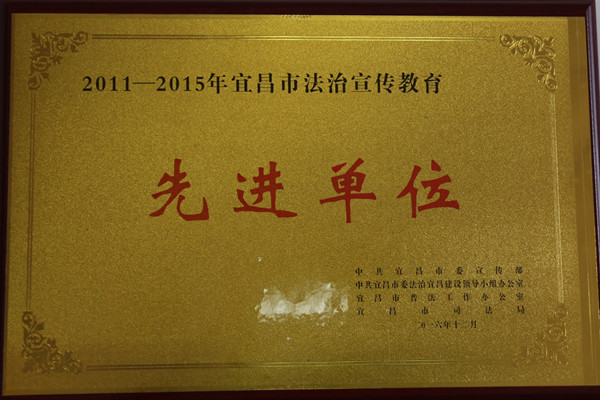 2011—2015年宜昌市法治宣传教育
先进单位
中共宜昌市委宣传部
中共宜昌市委法治宜昌建设领导小组办公室
宜昌市普法工作办公室
宜昌市司法局
二〇一六年十二月